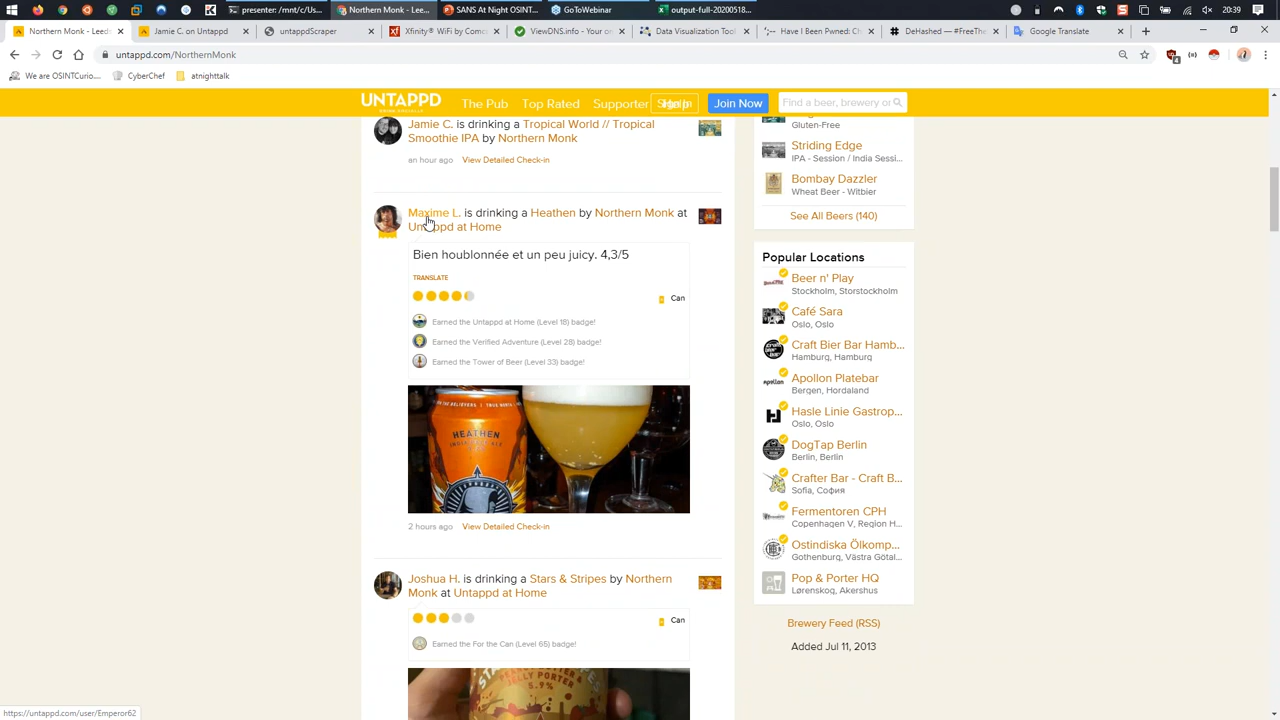 presenter: /mnt/c/Us
Northern Monk - Lee
SANS At Night OSINT
GoToWebinar
output-full-20200518
20:39
Northern Monk - Leeds
Jamie C. on Untappd
untappdScraper
Xfinity® WiFi by Com
ViewDNS.info - Your o
Data Visualization Tool
Have I Been Pwned: Ch
DeHashed — #FreeThe
Google Translate
untappd.com/NorthernMonk
We are OSINTCurio...
CyberChef
atnighttalk
UNTAPPD
The Pub
Top Rated
Supporter
Help
Sign In
Join Now
Find a beer, brewery or
Jamie C. is drinking a Tropical World // Tropical
Smoothie IPA by Northern Monk
an hour ago View Detailed Check-in
Maxime L. is drinking a Heathen by Northern Monk at
Untappd at Home
Bien houblonnée et un peu juicy. 4,3/5
TRANSLATE
Can
Earned the Untappd at Home (Level 18) badge!
Earned the Verified Adventure (Level 28) badge!
Earned the Tower of Beer (Level 33) badge!
HEATHEN
2 hours ago View Detailed Check-in
Joshua H. is drinking a Stars & Stripes by Northern
Monk at Untappd at Home
Can
Earned the For the Can (Level 65) badge!
5.9%
Gluten-Free
Striding Edge
IPA - Session / India Sessi...
Bombay Dazzler
Wheat Beer - Witbier
See All Beers (140)
Popular Locations
Beer n' Play
Stockholm, Storstockholm
Café Sara
Oslo, Oslo
Craft Bier Bar Hamb...
Hamburg, Hamburg
Apollon Platebar
Bergen, Hordaland
Hasle Linie Gastrop...
Oslo, Oslo
DogTap Berlin
Berlin, Berlin
Crafter Bar - Craft B...
Sofia, София
Fermentoren CPH
Copenhagen V, Region H...
Ostindiska Ölkomp...
Gothenburg, Västra Götal...
Pop & Porter HQ
Lørenskog, Akershus
Brewery Feed (RSS)
Added Jul 11, 2013
https://untappd.com/user/Emperor62